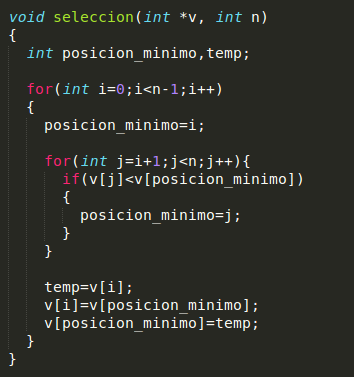 void seleccion(int *v, int n)
{
  int posicion_minimo,temp;

  for(int i=0;i<n-1;i++)
  {
    posicion_minimo=i;

    for(int j=i+1;j<n;j++){
      if(v[j]<v[posicion_minimo])
      {
        posicion_minimo=j;
      }
    }

    temp=v[i];
    v[i]=v[posicion_minimo];
    v[posicion_minimo]=temp;
  }
}